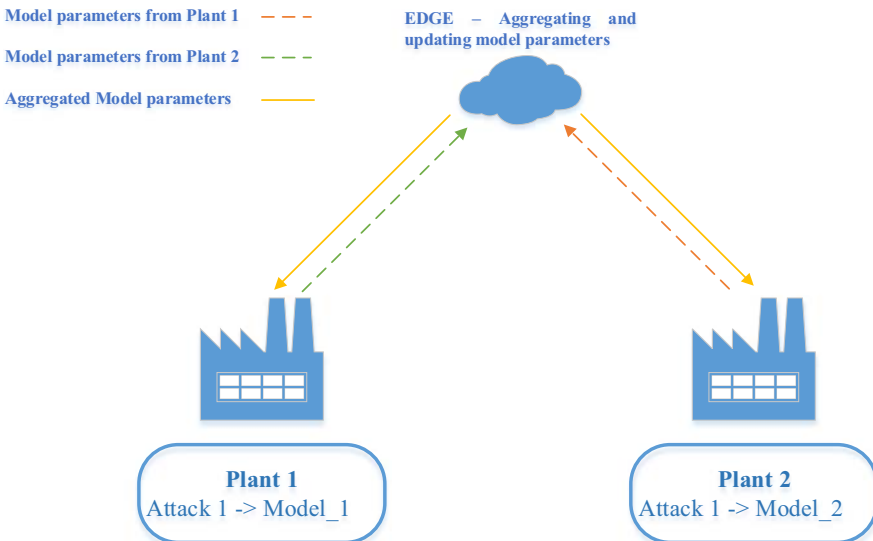 Model parameters from Plant 1
EDGE – Aggregating and
updating model parameters
Model parameters from Plant 2
Aggregated Model parameters
Plant 1
Attack 1 -> Model_1
Plant 2
Attack 1 -> Model_2